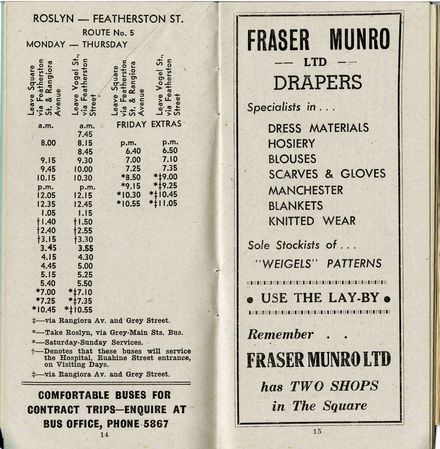 ROSLYN — FEATHERSTON ST.
ROUTE No. 5
MONDAY — THURSDAY
Leave Square via Featherston St. & Rangiora Avenue
Leave Vogel St., via Featherston Street
Leave Square via Featherston St. & Rangiora Avenue
Leave Vogel St., via Featherston Street
a.m. a.m. FRIDAY EXTRAS
7.45
8.00 8.15 p.m. p.m.
8.45 6.40 6.50
9.15 9.30 7.00 7.10
9.45 10.00 7.25 7.35
10.15 10.30 *8.50 *‡9.00
p.m. p.m. *9.15 *‡9.25
12.05 12.15 *10.30 *‡10.45
12.35 12.45 *10.55 *‡11.05
1.05 1.15
†1.40 †1.50
†2.40 †2.55
†3.15 †3.30
3.45 3.55
4.15 4.30
4.45 5.00
5.15 5.25
5.40 5.50
*7.00 *‡7.10
*7.25 *‡7.35
*10.45 *‡10.55
‡—via Rangiora Av. and Grey Street.
*—Take Roslyn, via Grey-Main Sts. Bus.
*—Saturday-Sunday Services.
†—Denotes that these buses will service
the Hospital, Ruahine Street entrance,
on Visiting Days.
‡—via Rangiora Av. and Grey Street.
COMFORTABLE BUSES FOR
CONTRACT TRIPS—ENQUIRE AT
BUS OFFICE, PHONE 5867
14
FRASER MUNRO
— LTD —
DRAPERS
Specialists in . . .
DRESS MATERIALS
HOSIERY
BLOUSES
SCARVES & GLOVES
MANCHESTER
BLANKETS
KNITTED WEAR
Sole Stockists of . . .
"WEIGELS" PATTERNS
• USE THE LAY-BY •
Remember . .
FRASER MUNRO LTD
has TWO SHOPS
in The Square
15